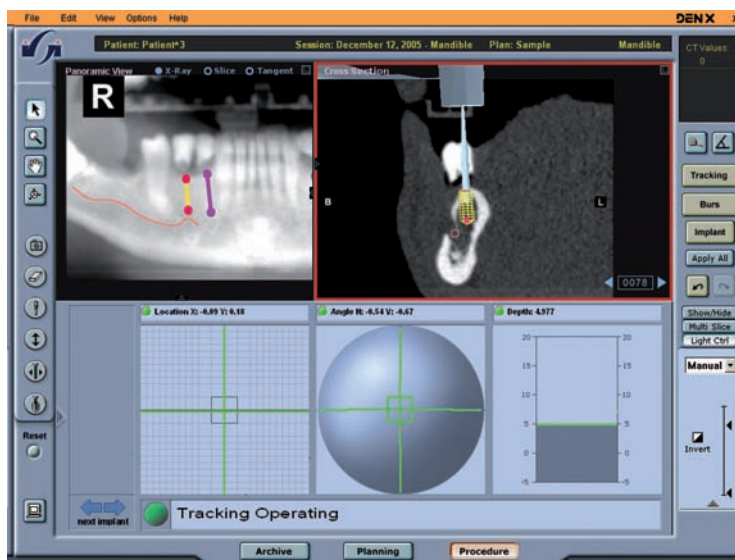 File Edit View Options Help DENX
Patient: Patient^3 Session: December 12, 2005 - Mandible Plan: Sample Mandible
CT Values:
0
Panoramic View X-Ray Slice Tangent
Cross Section
R
B
L
0078
Tracking
Burs
Implant
Apply All
Show/Hide
Multi Slice
Light Ctrl
Manual
Invert
Location X: -0.09 Y: 0.18
Angle H: -0.54 V: -0.67
Depth: 4.977
20 20
15 15
10 10
5 5
0 0
-5 -5
Reset
next implant
Tracking Operating
Archive Planning Procedure